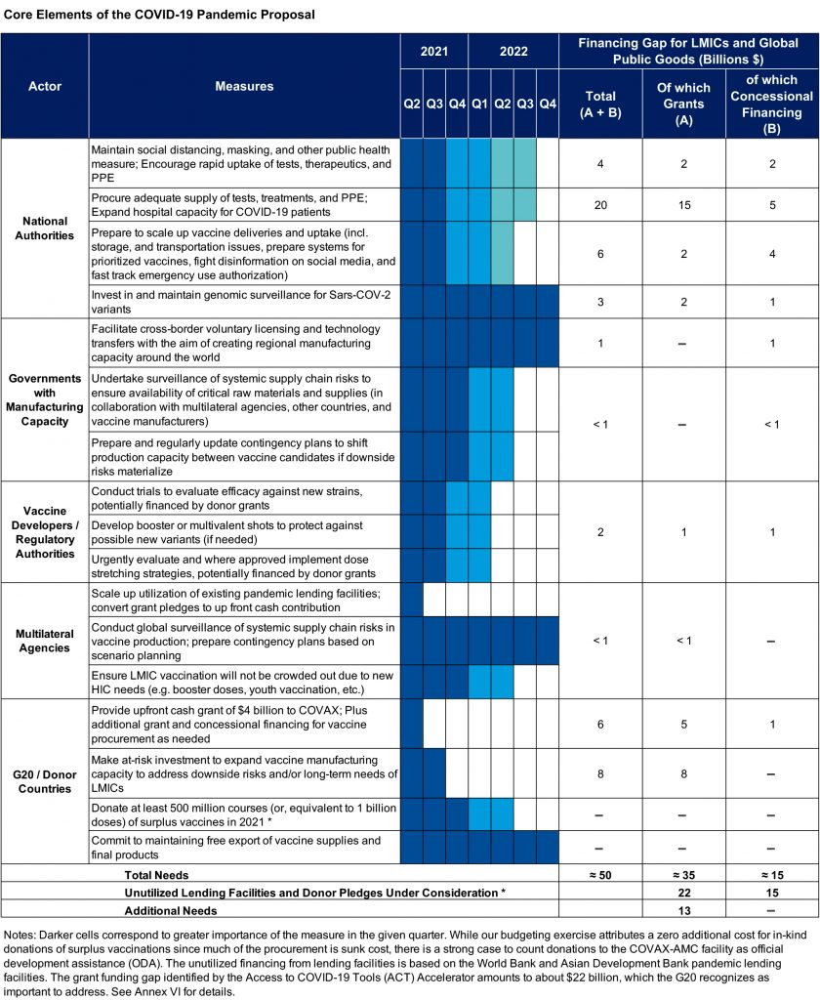 Core Elements of the COVID-19 Pandemic Proposal
Actor
Measures
2021
2022
Financing Gap for LMICs and Global
Public Goods (Billions $)
Q2
Q3
Q4
Q1
Q2
Q3
Q4
Total
(A + B)
Of which
Grants
(A)
of which
Concessional
Financing
(B)
National
Authorities
Maintain social distancing, masking, and other public health
measure; Encourage rapid uptake of tests, therapeutics, and
PPE
4
2
2
Procure adequate supply of tests, treatments, and PPE;
Expand hospital capacity for COVID-19 patients
20
15
5
Prepare to scale up vaccine deliveries and uptake (incl.
storage, and transportation issues, prepare systems for
prioritized vaccines, fight disinformation on social media, and
fast track emergency use authorization)
6
2
4
Invest in and maintain genomic surveillance for Sars-COV-2
variants
3
2
1
Governments
with
Manufacturing
Capacity
Facilitate cross-border voluntary licensing and technology
transfers with the aim of creating regional manufacturing
capacity around the world
1
–
1
Undertake surveillance of systemic supply chain risks to
ensure availability of critical raw materials and supplies (in
collaboration with multilateral agencies, other countries, and
vaccine manufacturers)
Prepare and regularly update contingency plans to shift
production capacity between vaccine candidates if downside
risks materialize
< 1
–
< 1
Vaccine
Developers /
Regulatory
Authorities
Conduct trials to evaluate efficacy against new strains,
potentially financed by donor grants
Develop booster or multivalent shots to protect against
possible new variants (if needed)
Urgently evaluate and where approved implement dose
stretching strategies, potentially financed by donor grants
2
1
1
Multilateral
Agencies
Scale up utilization of existing pandemic lending facilities;
convert grant pledges to up front cash contribution
Conduct global surveillance of systemic supply chain risks in
vaccine production; prepare contingency plans based on
scenario planning
Ensure LMIC vaccination will not be crowded out due to new
HIC needs (e.g. booster doses, youth vaccination, etc.)
< 1
< 1
–
G20 / Donor
Countries
Provide upfront cash grant of $4 billion to COVAX; Plus
additional grant and concessional financing for vaccine
procurement as needed
6
5
1
Make at-risk investment to expand vaccine manufacturing
capacity to address downside risks and/or long-term needs of
LMICs
8
8
–
Donate at least 500 million courses (or, equivalent to 1 billion
doses) of surplus vaccines in 2021 *
–
–
–
Commit to maintaining free export of vaccine supplies and
final products
–
–
–
Total Needs
≈ 50
≈ 35
≈ 15
Unutilized Lending Facilities and Donor Pledges Under Consideration *
22
15
Additional Needs
13
–
Notes: Darker cells correspond to greater importance of the measure in the given quarter. While our budgeting exercise attributes a zero additional cost for in-kind
donations of surplus vaccinations since much of the procurement is sunk cost, there is a strong case to count donations to the COVAX-AMC facility as official
development assistance (ODA). The unutilized financing from lending facilities is based on the World Bank and Asian Development Bank pandemic lending
facilities. The grant funding gap identified by the Access to COVID-19 Tools (ACT) Accelerator amounts to about $22 billion, which the G20 recognizes as
important to address. See Annex VI for details.